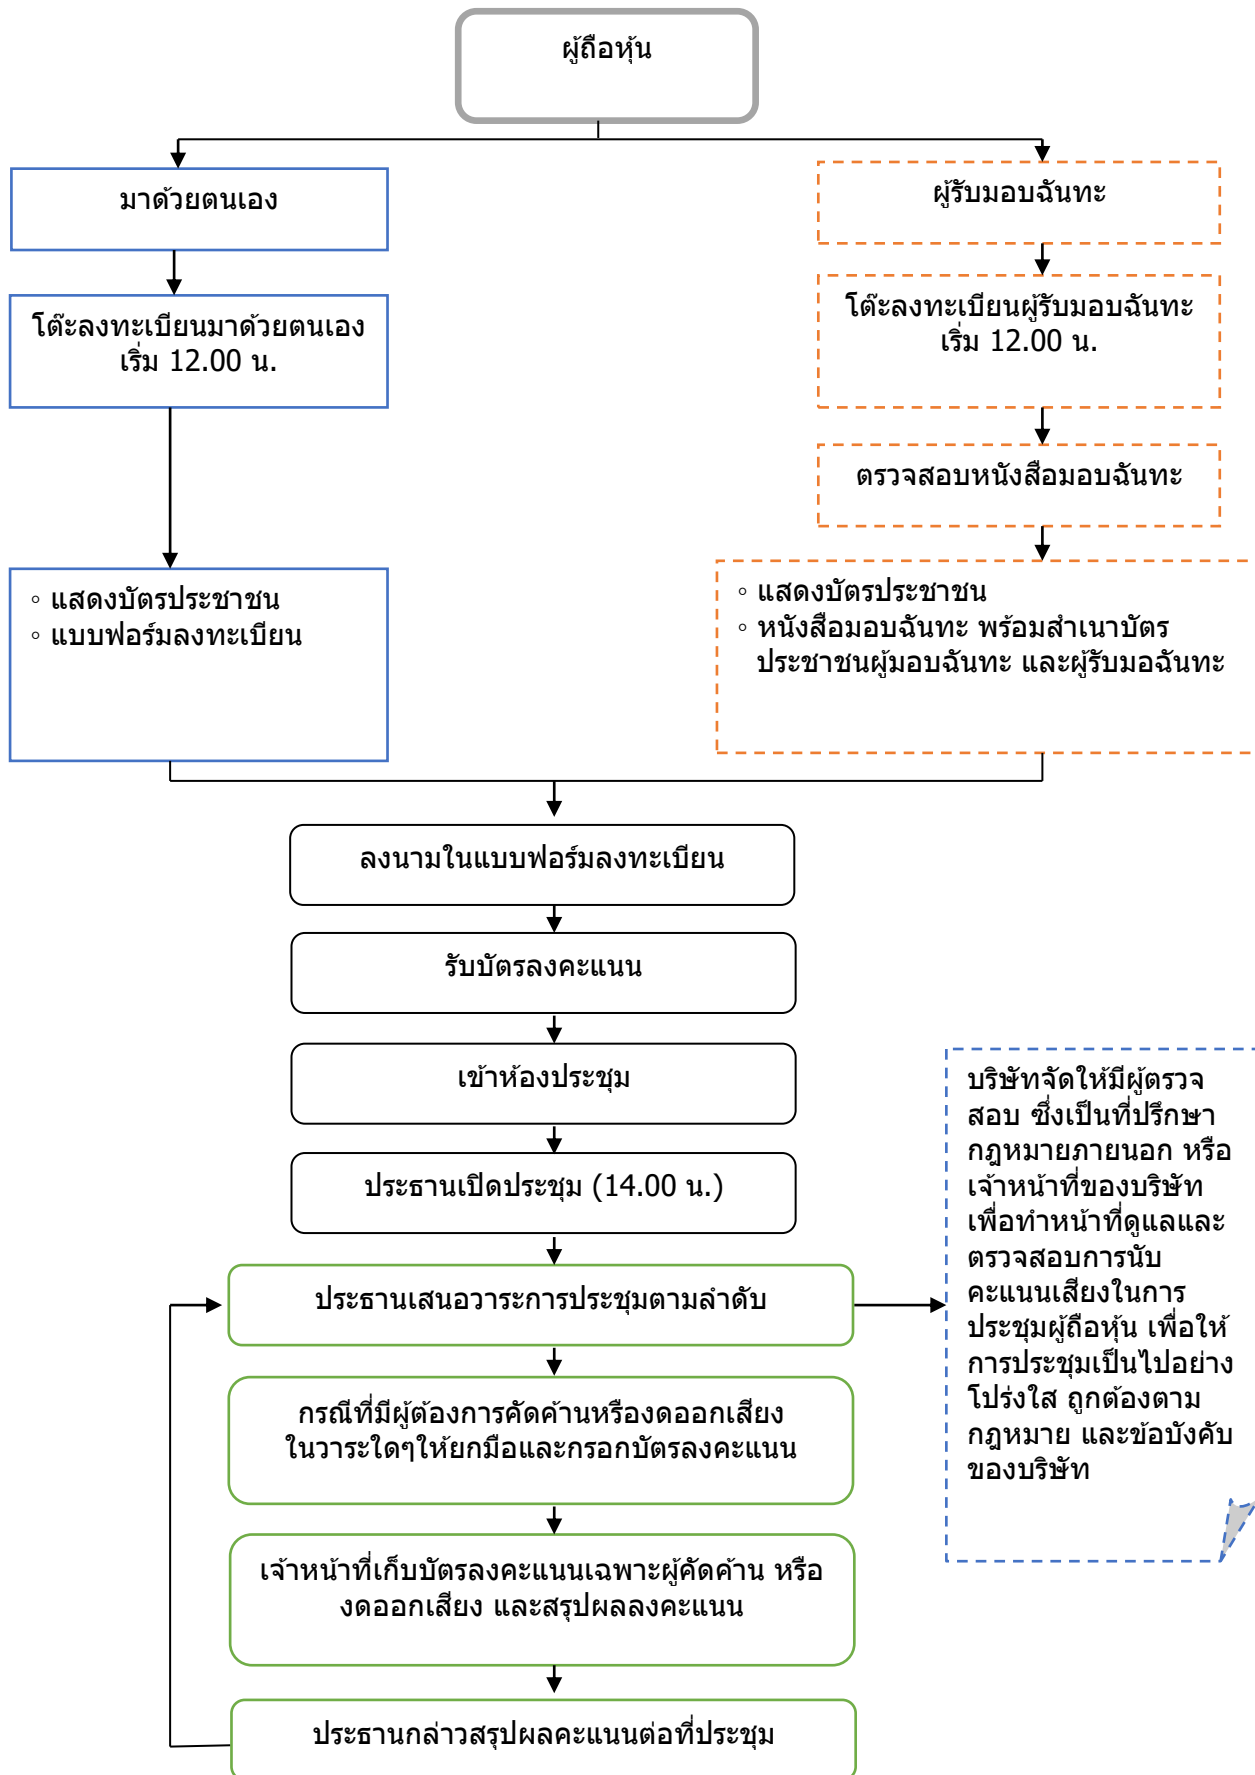 ผู้ถือหุ้น
มาด้วยตนเอง
ผู้รับมอบฉันทะ
โต๊ะลงทะเบียนมาด้วยตนเอง
เริ่ม 12.00 น.
โต๊ะลงทะเบียนผู้รับมอบฉันทะ
เริ่ม 12.00 น.
ตรวจสอบหนังสือมอบฉันทะ
◦ แสดงบัตรประชาชน
◦ แบบฟอร์มลงทะเบียน
◦ แสดงบัตรประชาชน
◦ หนังสือมอบฉันทะ พร้อมสำเนาบัตร
ประชาชนผู้มอบฉันทะ และผู้รับมอฉันทะ
ลงนามในแบบฟอร์มลงทะเบียน
รับบัตรลงคะแนน
เข้าห้องประชุม
ประธานเปิดประชุม (14.00 น.)
ประธานเสนอวาระการประชุมตามลำดับ
กรณีที่มีผู้ต้องการคัดค้านหรืองดออกเสียง
ในวาระใดๆให้ยกมือและกรอกบัตรลงคะแนน
เจ้าหน้าที่เก็บบัตรลงคะแนนเฉพาะผู้คัดค้าน หรือ
งดออกเสียง และสรุปผลลงคะแนน
ประธานกล่าวสรุปผลคะแนนต่อที่ประชุม
บริษัทจัดให้มีผู้ตรวจ
สอบ ซึ่งเป็นที่ปรึกษา
กฎหมายภายนอก หรือ
เจ้าหน้าที่ของบริษัท
เพื่อทำหน้าที่ดูแลและ
ตรวจสอบการนับ
คะแนนเสียงในการ
ประชุมผู้ถือหุ้น เพื่อให้
การประชุมเป็นไปอย่าง
โปร่งใส ถูกต้องตาม
กฎหมาย และข้อบังคับ
ของบริษัท